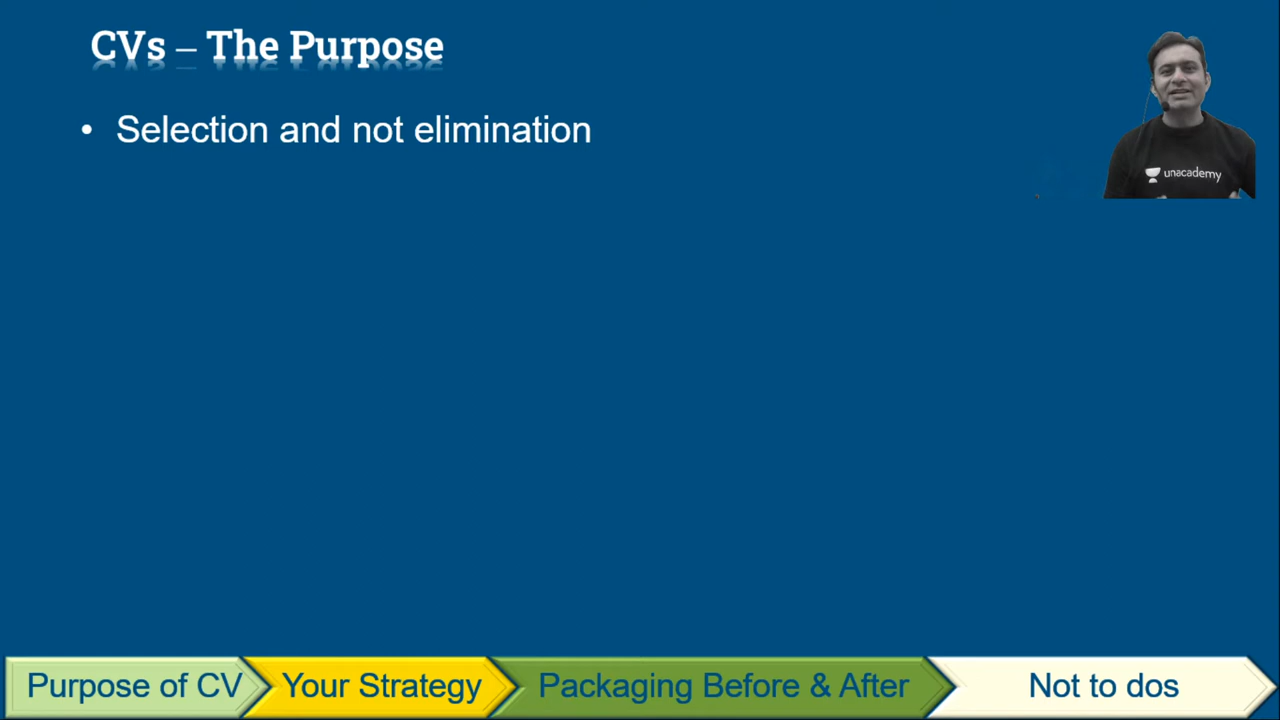 CVs – The Purpose
• Selection and not elimination
unacademy
Purpose of CV
Your Strategy
Packaging Before & After
Not to dos